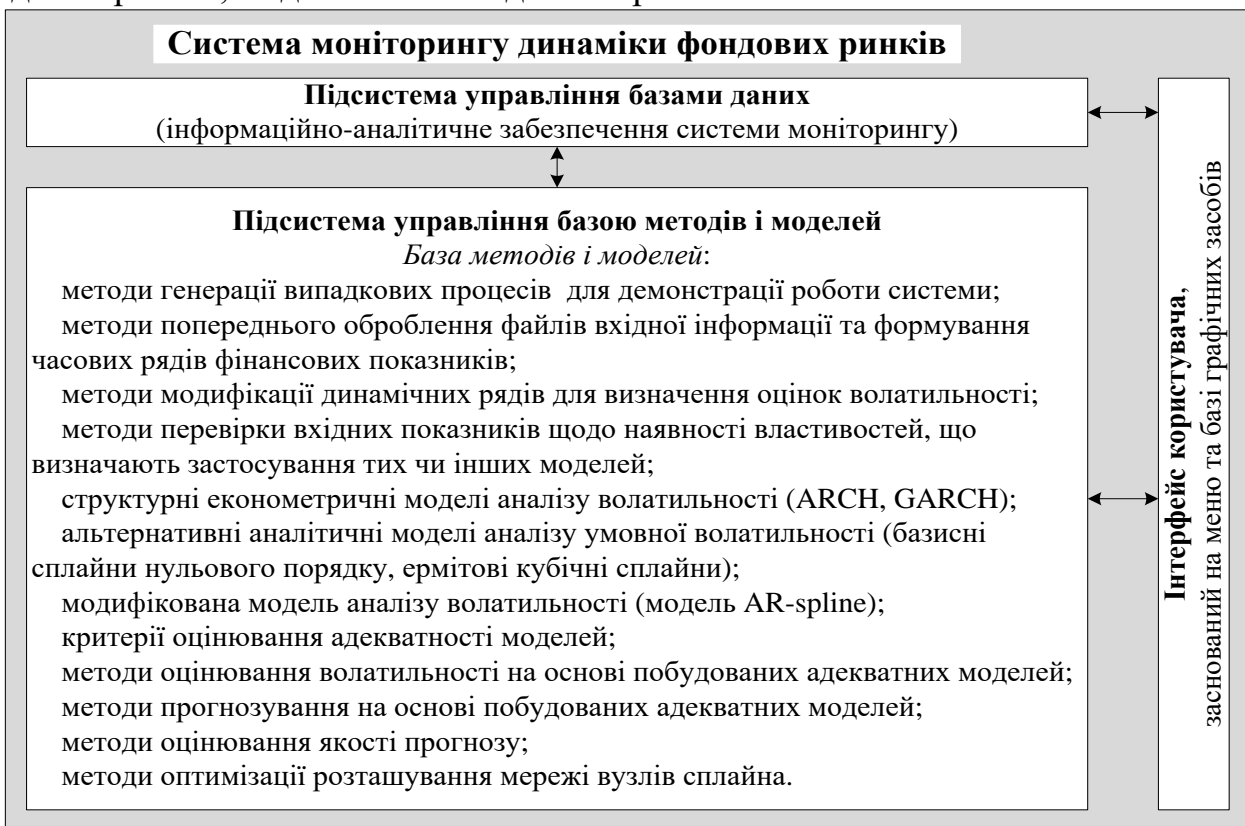 Система моніторингу динаміки фондових ринків
Підсистема управління базами даних
(інформаційно-аналітичне забезпечення системи моніторингу)
Підсистема управління базою методів і моделей
База методів і моделей:
методи генерації випадкових процесів для демонстрації роботи системи;
методи попереднього оброблення файлів вхідної інформації та формування
часових рядів фінансових показників;
методи модифікації динамічних рядів для визначення оцінок волатильності;
методи перевірки вхідних показників щодо наявності властивостей, що
визначають застосування тих чи інших моделей;
структурні економетричні моделі аналізу волатильності (ARCH, GARCH);
альтернативні аналітичні моделі аналізу умовної волатильності (базисні
сплайни нульового порядку, ермітові кубічні сплайни);
модифікована модель аналізу волатильності (модель AR-spline);
критерії оцінювання адекватності моделей;
методи оцінювання волатильності на основі побудованих адекватних моделей;
методи прогнозування на основі побудованих адекватних моделей;
методи оцінювання якості прогнозу;
методи оптимізації розташування мережі вузлів сплайна.
Інтерфейс користувача,
заснований на меню та базі графічних засобів